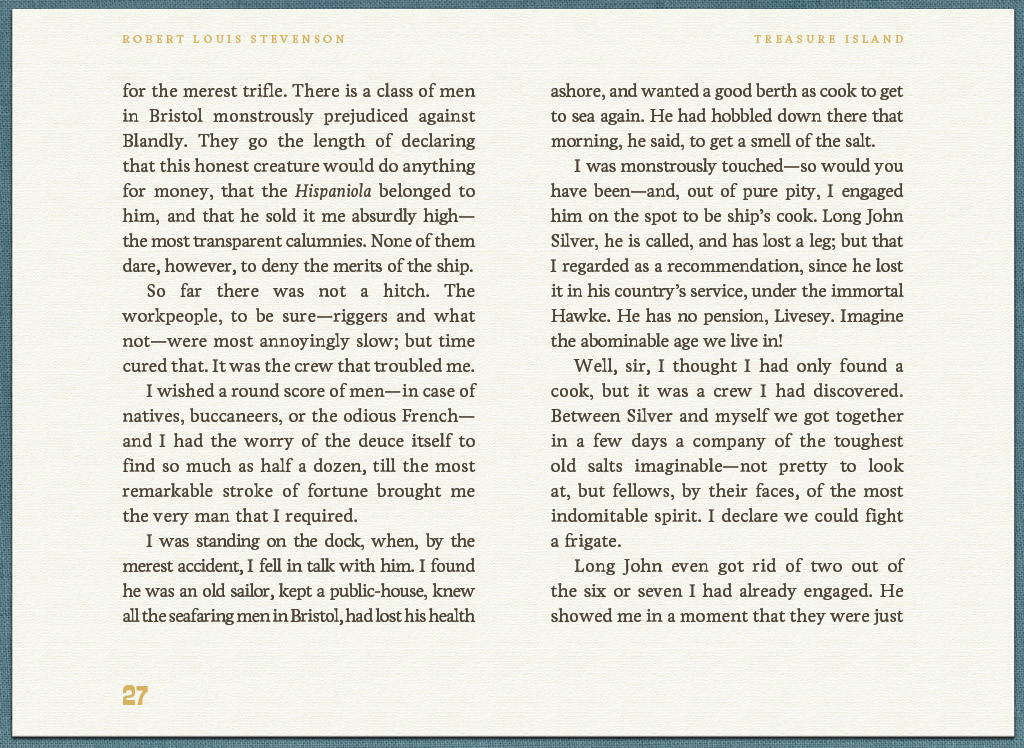 ROBERT LOUIS STEVENSON
TREASURE ISLAND
for the merest trifle. There is a class of men
in Bristol monstrously prejudiced against
Blandly. They go the length of declaring
that this honest creature would do anything
for money, that the Hispaniola belonged to
him, and that he sold it me absurdly high—
the most transparent calumnies. None of them
dare, however, to deny the merits of the ship.
So far there was not a hitch. The
workpeople, to be sure—riggers and what
not—were most annoyingly slow; but time
cured that. It was the crew that troubled me.
I wished a round score of men—in case of
natives, buccaneers, or the odious French—
and I had the worry of the deuce itself to
find so much as half a dozen, till the most
remarkable stroke of fortune brought me
the very man that I required.
I was standing on the dock, when, by the
merest accident, I fell in talk with him. I found
he was an old sailor, kept a public-house, knew
all the seafaring men in Bristol, had lost his health
ashore, and wanted a good berth as cook to get
to sea again. He had hobbled down there that
morning, he said, to get a smell of the salt.
I was monstrously touched—so would you
have been—and, out of pure pity, I engaged
him on the spot to be ship’s cook. Long John
Silver, he is called, and has lost a leg; but that
I regarded as a recommendation, since he lost
it in his country’s service, under the immortal
Hawke. He has no pension, Livesey. Imagine
the abominable age we live in!
Well, sir, I thought I had only found a
cook, but it was a crew I had discovered.
Between Silver and myself we got together
in a few days a company of the toughest
old salts imaginable—not pretty to look
at, but fellows, by their faces, of the most
indomitable spirit. I declare we could fight
a frigate.
Long John even got rid of two out of
the six or seven I had already engaged. He
showed me in a moment that they were just
27